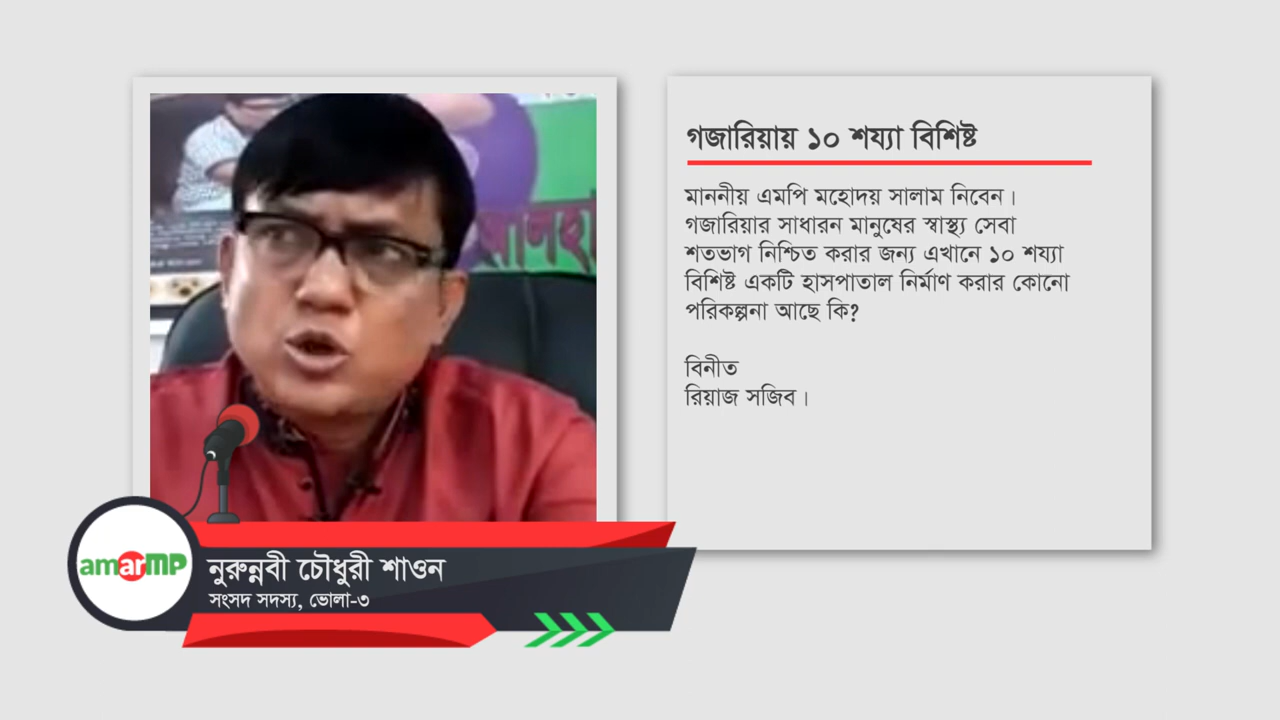 গজারিয়ায় ১০ শয্যা বিশিষ্ট
মাননীয় এমপি মহোদয় সালাম নিবেন।
গজারিয়ার সাধারন মানুষের স্বাস্থ্য সেবা
শতভাগ নিশ্চিত করার জন্য এখানে ১০ শয্যা
বিশিষ্ট একটি হাসপাতাল নির্মাণ করার কোনো
পরিকল্পনা আছে কি?
বিনীত
রিয়াজ সজিব।
amarMP
নুরুন্নবী চৌধুরী শাওন
সংসদ সদস্য, ভোলা-৩